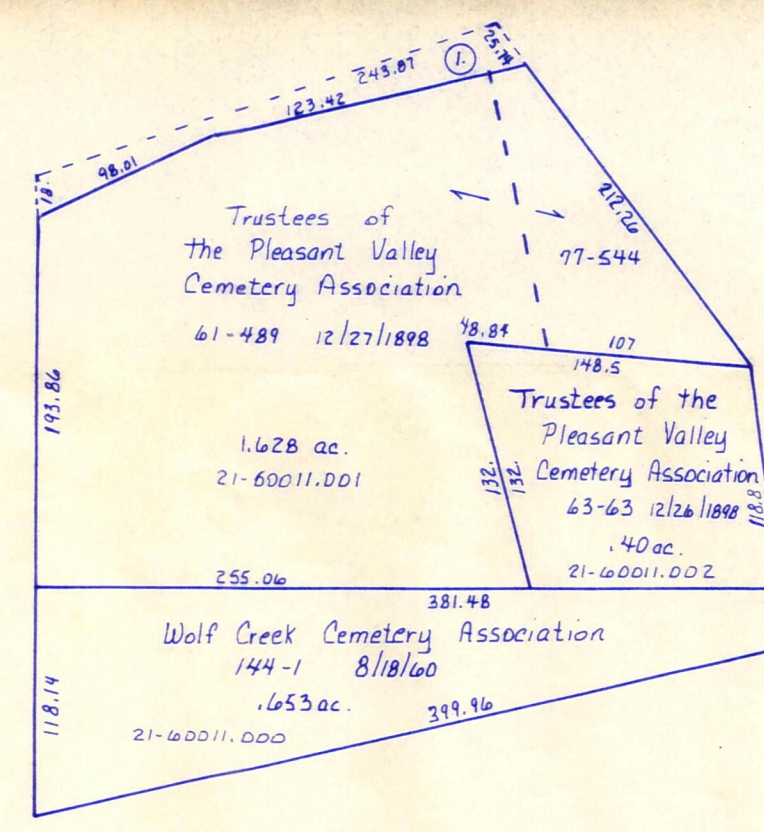 25.74
1.
243.87
123.42
98.01
18.
212.26
Trustees of
the Pleasant Valley
Cemetery Association
61-489 12/27/1898
77-544
48.84
107
148.5
193.86
1.628 ac.
21-60011.001
132.
132.
Trustees of the
Pleasant Valley
Cemetery Association
63-63 12/26/1898
118.8
.40 ac.
21-60011.002
255.06
381.48
Wolf Creek Cemetery Association
144-1 8/18/60
.653 ac.
118.14
399.96
21-60011.000